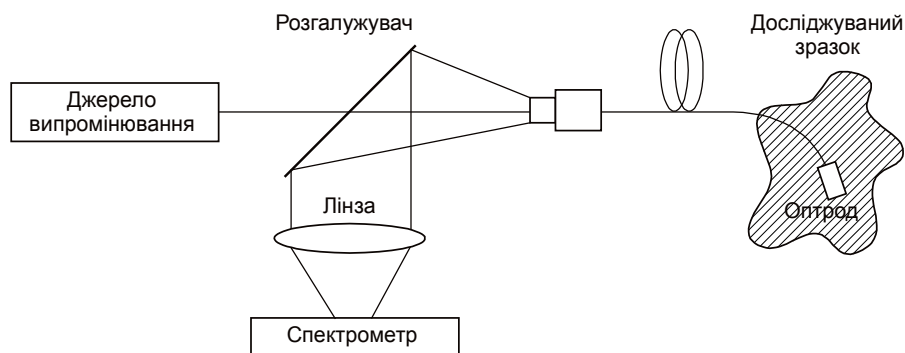 Розгалужувач
Досліджуваний
зразок
Джерело
випромінювання
Лінза
Оптрод
Спектрометр